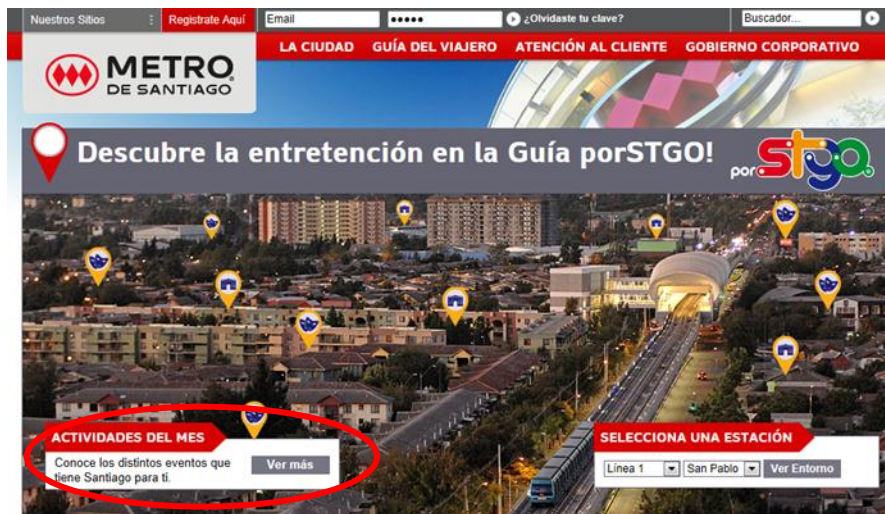 Nuestros Sitios
Registrate Aquí
Email
¿Olvidaste tu clave?
Buscador...
METRO
DE SANTIAGO
LA CIUDAD GUÍA DEL VIAJERO ATENCIÓN AL CLIENTE GOBIERNO CORPORATIVO
Descubre la entretención en la Guía porSTGO!
por stgo
ACTIVIDADES DEL MES
Conoce los distintos eventos que
tiene Santiago para ti.
Ver más
SELECCIONA UNA ESTACIÓN
Línea 1 San Pablo Ver Entorno